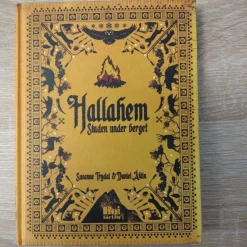 Hallahem
Staden under berget
Susanne Trydal & Daniel Åhlin